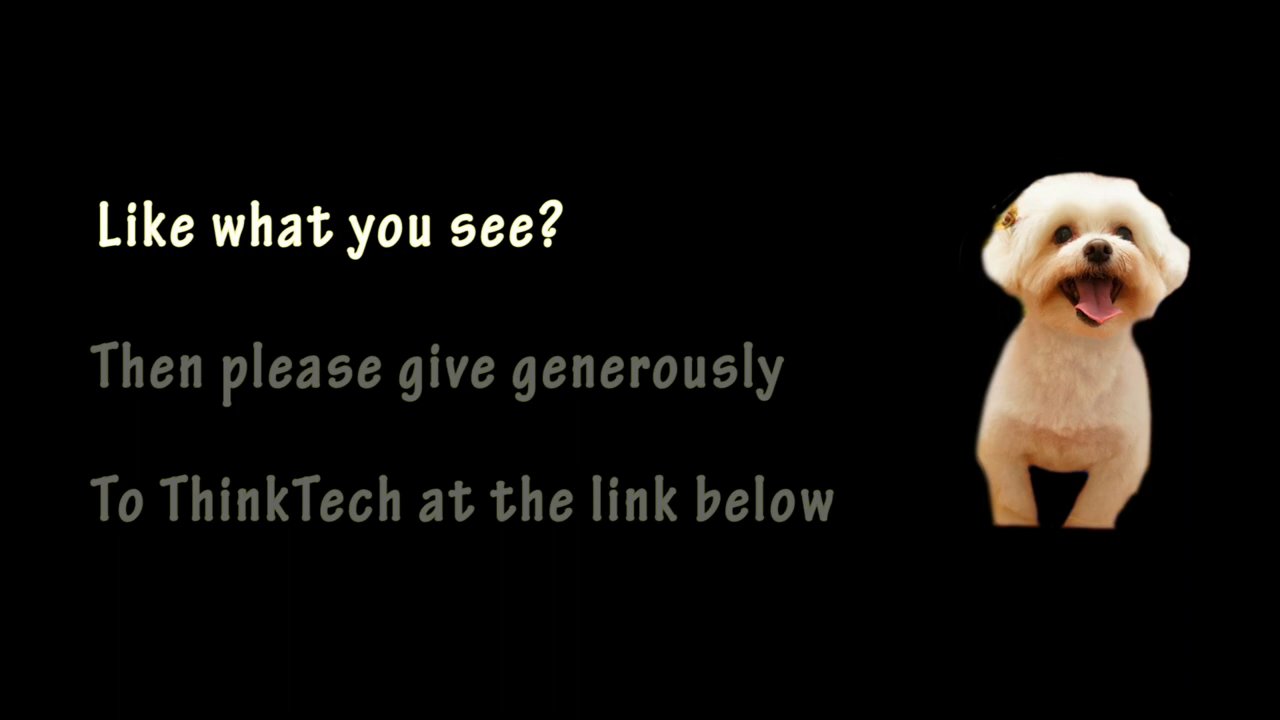 Like what you see?
Then please give generously
To ThinkTech at the link below